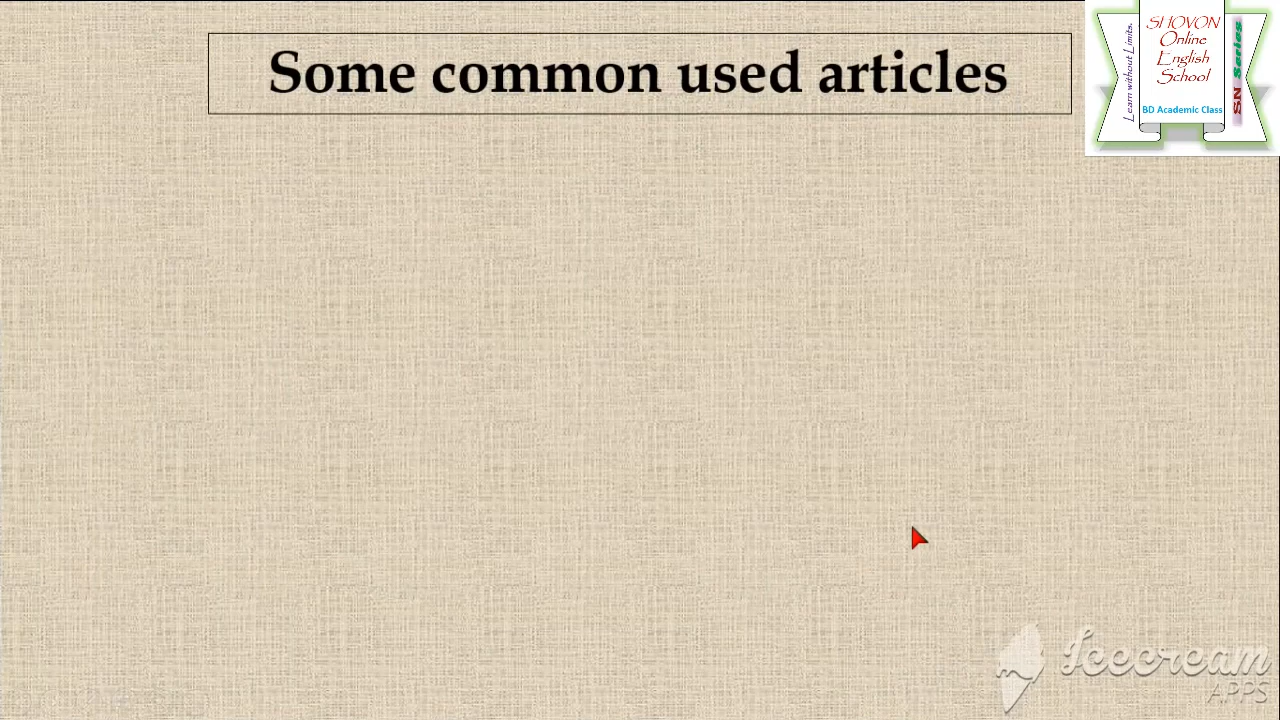 Some common used articles
Learn without Limits.
SHOVON
Online
English
School
BD Academic Class
SN Series
Icecream
APPS